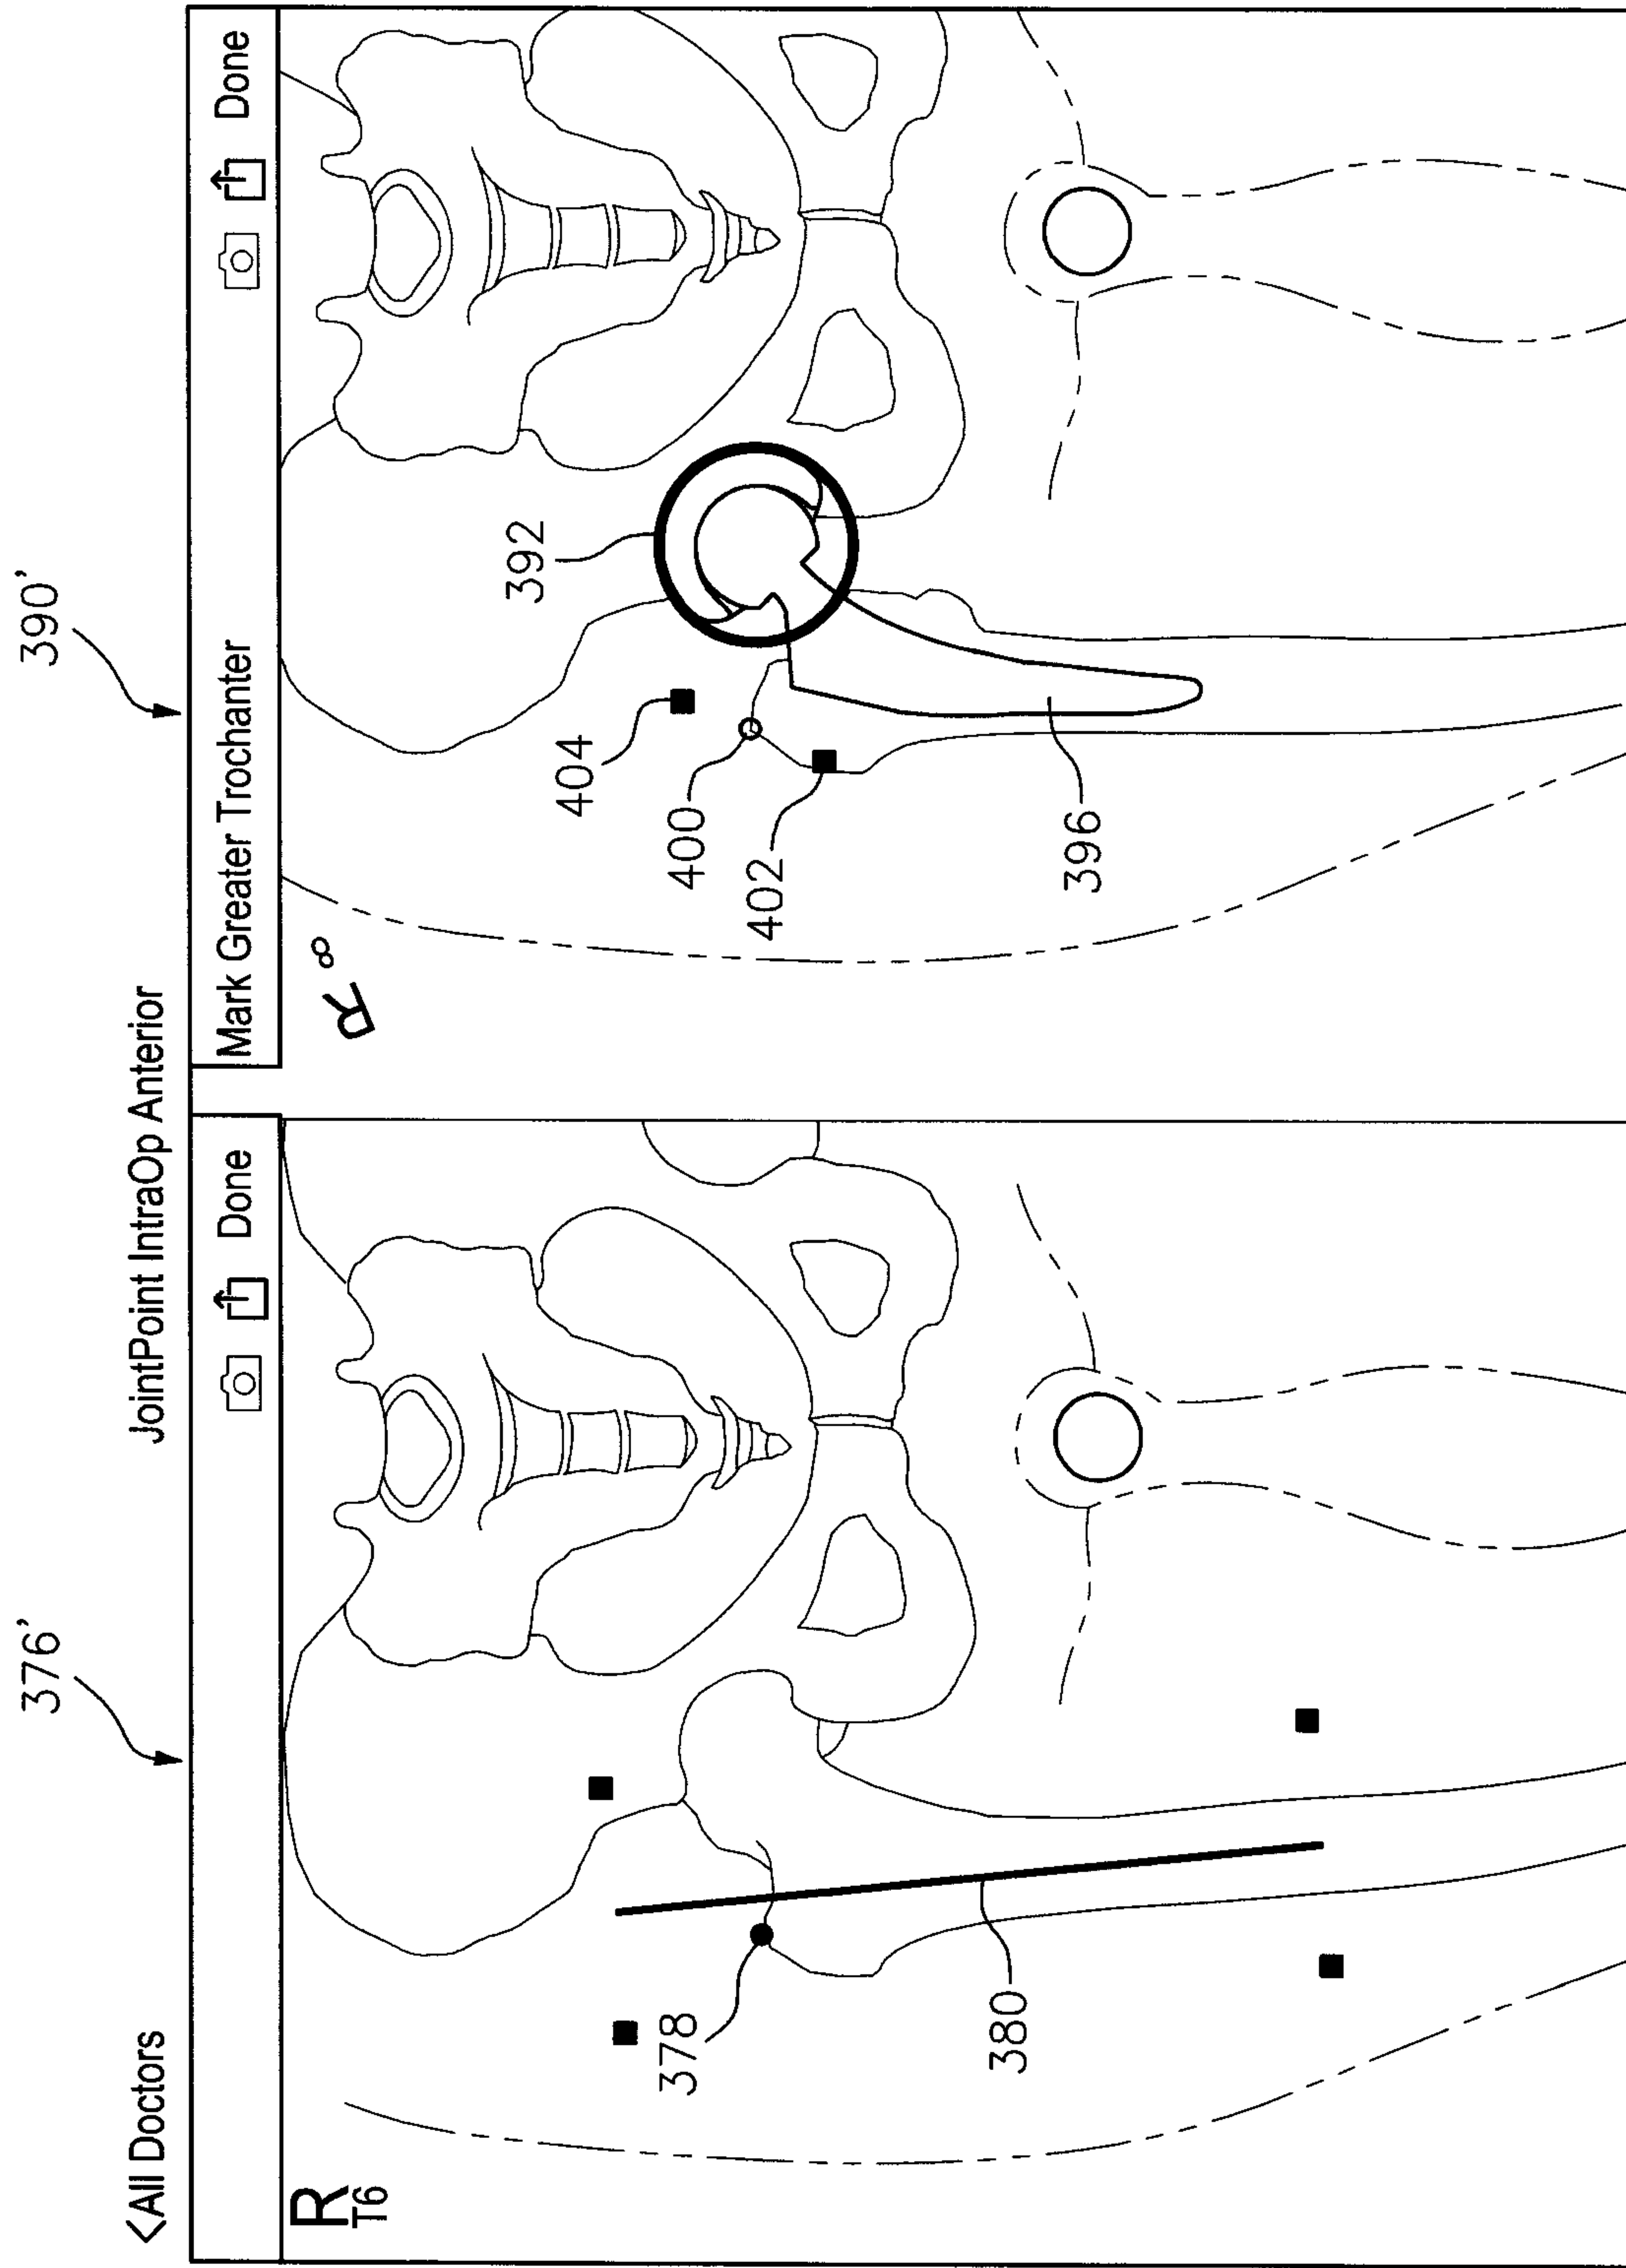 376’
390’
<All Doctors
JointPoint IntraOp Anterior
Done
Mark Greater Trochanter
Done
R
T6
R 8
392
404
400
402
396
378
380